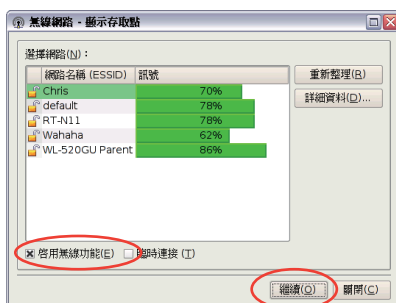 無線網路 - 顯示存取點
選擇網路(N)：
網路名稱 (ESSID) 訊號
Chris 70%
default 78%
RT-N11 78%
Wahaha 62%
WL-520GU Parent 86%
重新整理(R)
詳細資料(D)...
啓用無線功能(E) 臨時連接 (T)
繼續(O) 關閉(C)